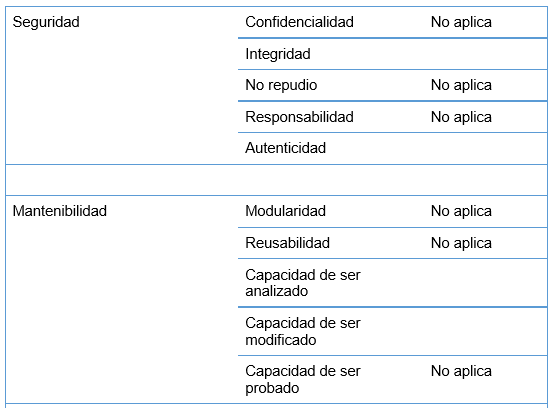 Seguridad Confidencialidad No aplica
Integridad
No repudio No aplica
Responsabilidad No aplica
Autenticidad
Mantenibilidad Modularidad No aplica
Reusabilidad No aplica
Capacidad de ser
analizado
Capacidad de ser
modificado
Capacidad de ser No aplica
probado